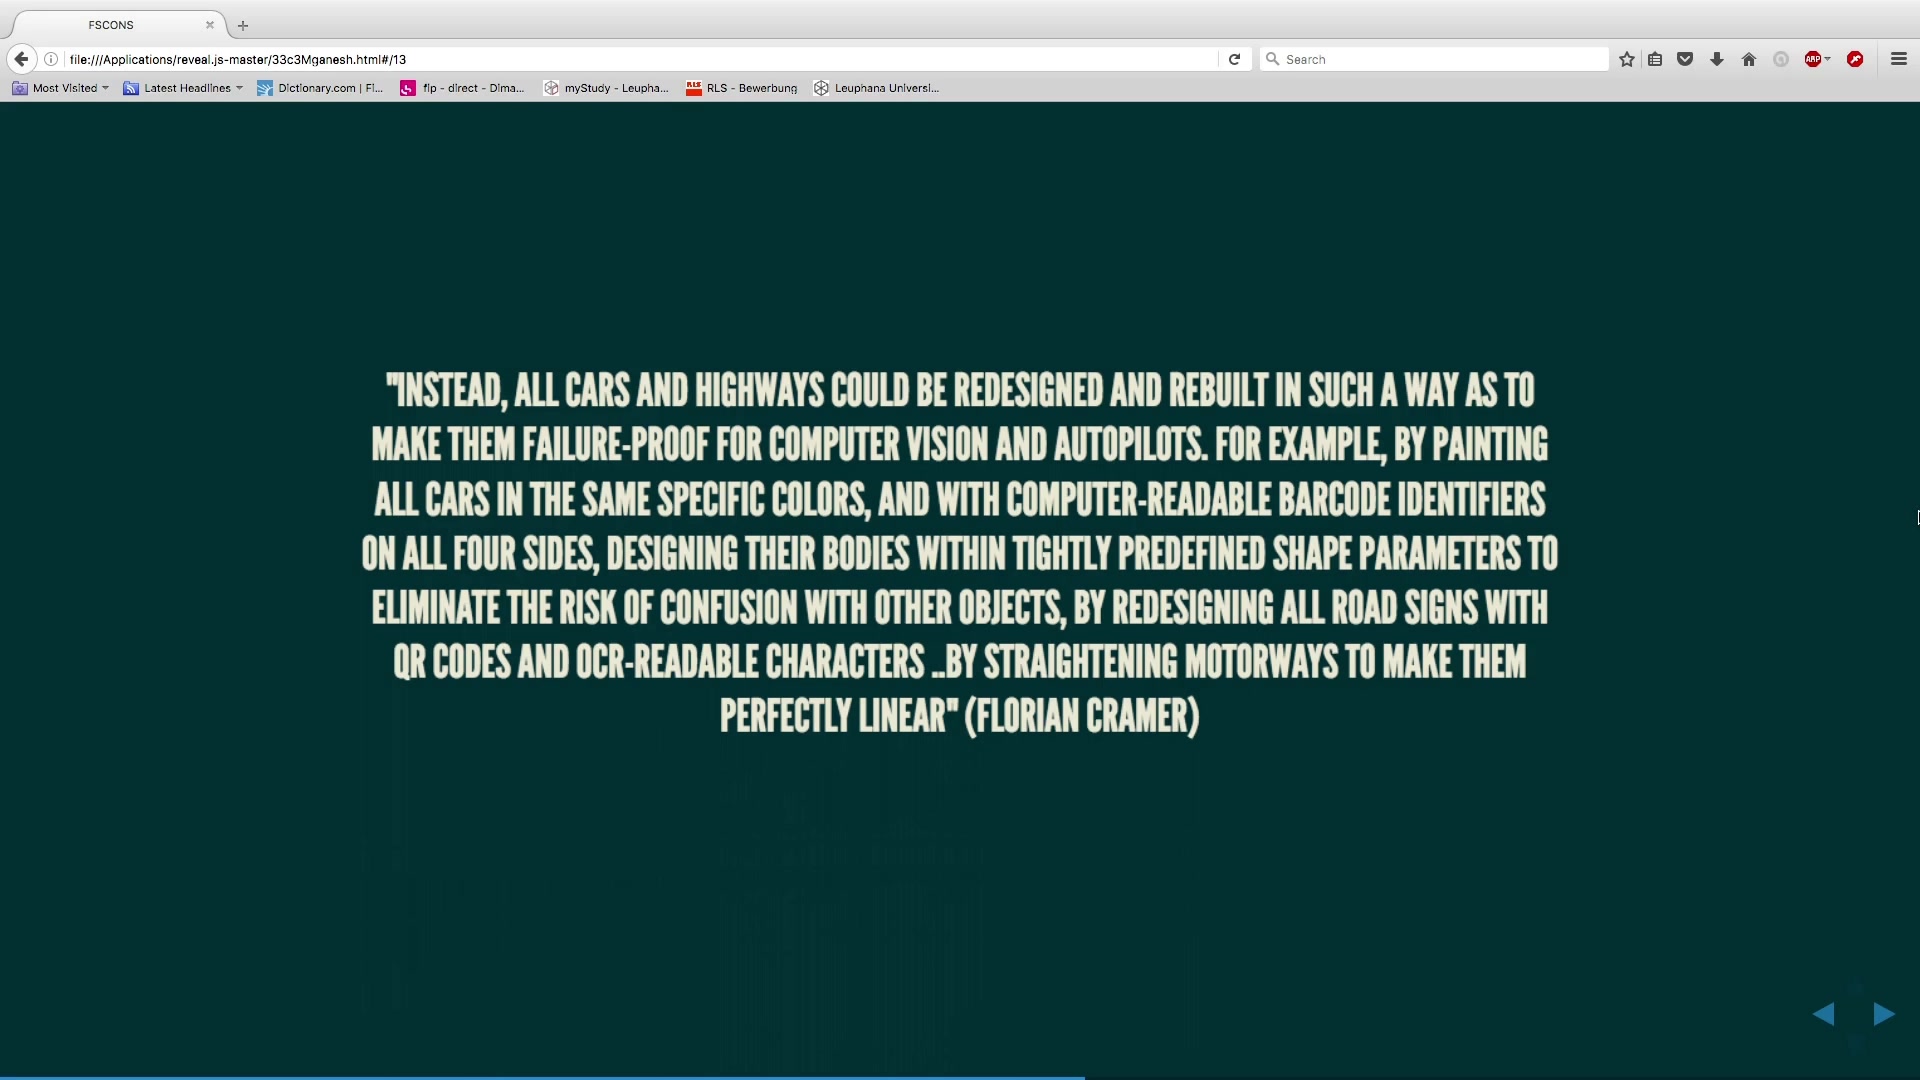 FSCONS
file:///Applications/reveal.js-master/33c3Mganesh.html#/13
Search
ABP
Most Visited
Latest Headlines
Dictionary.com | Fi...
flp - direct - Dima...
myStudy - Leupha...
RLS
RLS - Bewerbung
Leuphana Universi...
"INSTEAD, ALL CARS AND HIGHWAYS COULD BE REDESIGNED AND REBUILT IN SUCH A WAY AS TO
MAKE THEM FAILURE-PROOF FOR COMPUTER VISION AND AUTOPILOTS. FOR EXAMPLE, BY PAINTING
ALL CARS IN THE SAME SPECIFIC COLORS, AND WITH COMPUTER-READABLE BARCODE IDENTIFIERS
ON ALL FOUR SIDES, DESIGNING THEIR BODIES WITHIN TIGHTLY PREDEFINED SHAPE PARAMETERS TO
ELIMINATE THE RISK OF CONFUSION WITH OTHER OBJECTS, BY REDESIGNING ALL ROAD SIGNS WITH
QR CODES AND OCR-READABLE CHARACTERS ..BY STRAIGHTENING MOTORWAYS TO MAKE THEM
PERFECTLY LINEAR" (FLORIAN CRAMER)